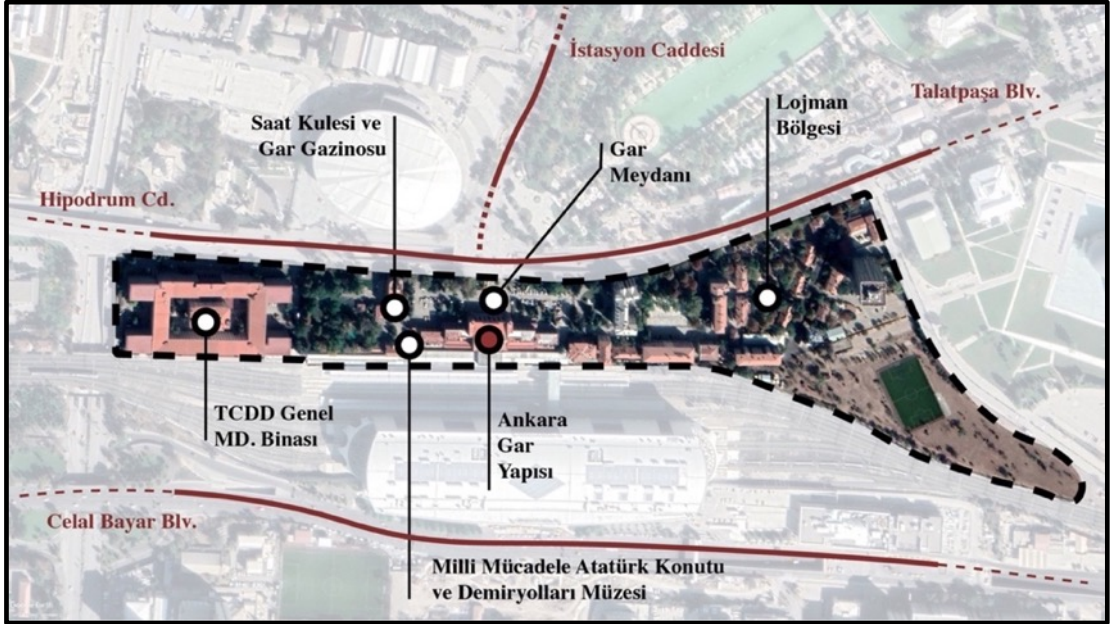 İstasyon Caddesi
Talatpaşa Blv.
Lojman
Bölgesi
Saat Kulesi ve
Gar Gazinosu
Gar
Meydanı
Hipodrum Cd.
TCDD Genel
MD. Binası
Ankara
Gar
Yapısı
Celal Bayar Blv.
Milli Mücadele Atatürk Konutu
ve Demiryolları Müzesi